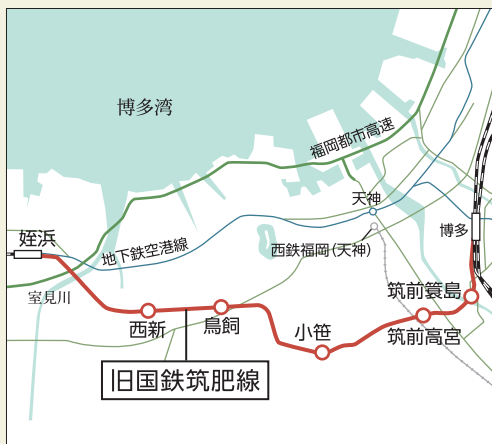 博多湾
福岡都市高速
天神
姪浜
地下鉄空港線
西鉄福岡(天神)
博多
室見川
筑前簑島
西新
鳥飼
小笹
筑前高宮
旧国鉄筑肥線